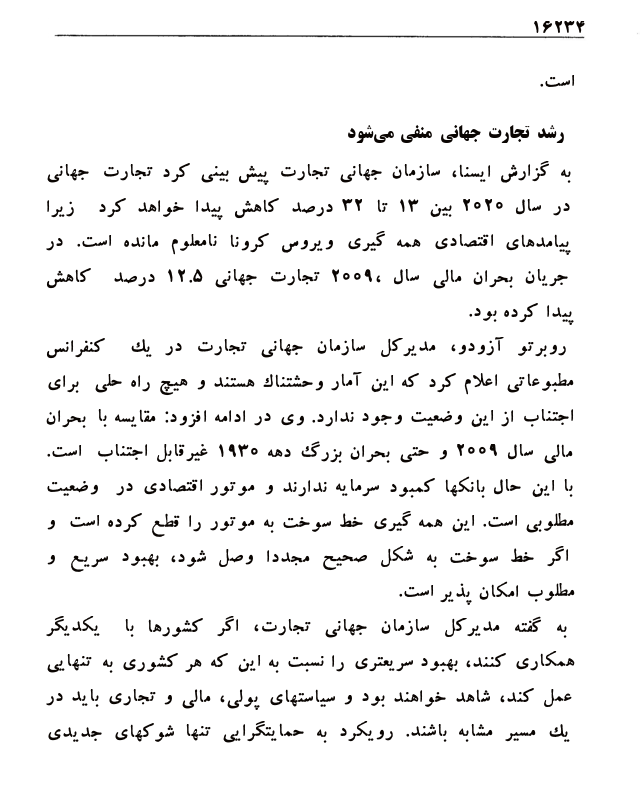 ۱۶۲۳۴
است.
رشد تجارت جهانی منفی می‌شود
به گزارش ایسنا، سازمان جهانی تجارت پیش بینی کرد تجارت جهانی
در سال ۲۰۲۰ بین ۱۳ تا ۳۲ درصد کاهش پیدا خواهد کرد زیرا
پیامدهای اقتصادی همه گیری ویروس کرونا نامعلوم مانده است. در
جریان بحران مالی سال ،۲۰۰۹ تجارت جهانی ۱۲.۵ درصد کاهش
پیدا کرده بود.
روبرتو آزودو، مدیرکل سازمان جهانی تجارت در یك کنفرانس
مطبوعاتی اعلام کرد که این آمار وحشتناك هستند و هیچ راه حلی برای
اجتناب از این وضعیت وجود ندارد. وی در ادامه افزود: مقایسه با بحران
مالی سال ۲۰۰۹ و حتی بحران بزرگ دهه ۱۹۳۰ غیرقابل اجتناب است.
با این حال بانکها کمبود سرمایه ندارند و موتور اقتصادی در وضعیت
مطلوبی است. این همه گیری خط سوخت به موتور را قطع کرده است و
اگر خط سوخت به شکل صحیح مجددا وصل شود، بهبود سریع و
مطلوب امکان پذیر است.
به گفته مدیرکل سازمان جهانی تجارت، اگر کشورها با یکدیگر
همکاری کنند، بهبود سریعتری را نسبت به این که هر کشوری به تنهایی
عمل کند، شاهد خواهند بود و سیاستهای پولی، مالی و تجاری باید در
یك مسیر مشابه باشند. رویکرد به حمایتگرایی تنها شوکهای جدیدی